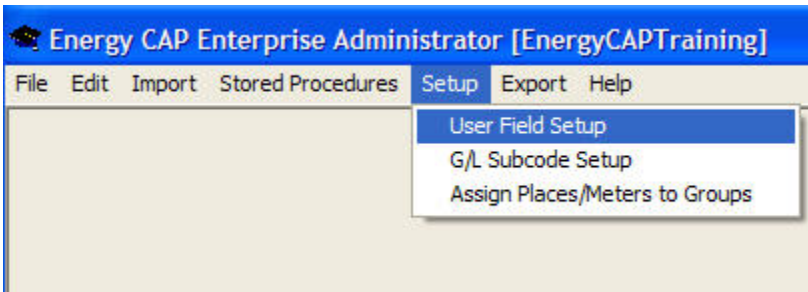 Energy CAP Enterprise Administrator [EnergyCAPTraining]
File Edit Import Stored Procedures Setup Export Help
User Field Setup
G/L Subcode Setup
Assign Places/Meters to Groups